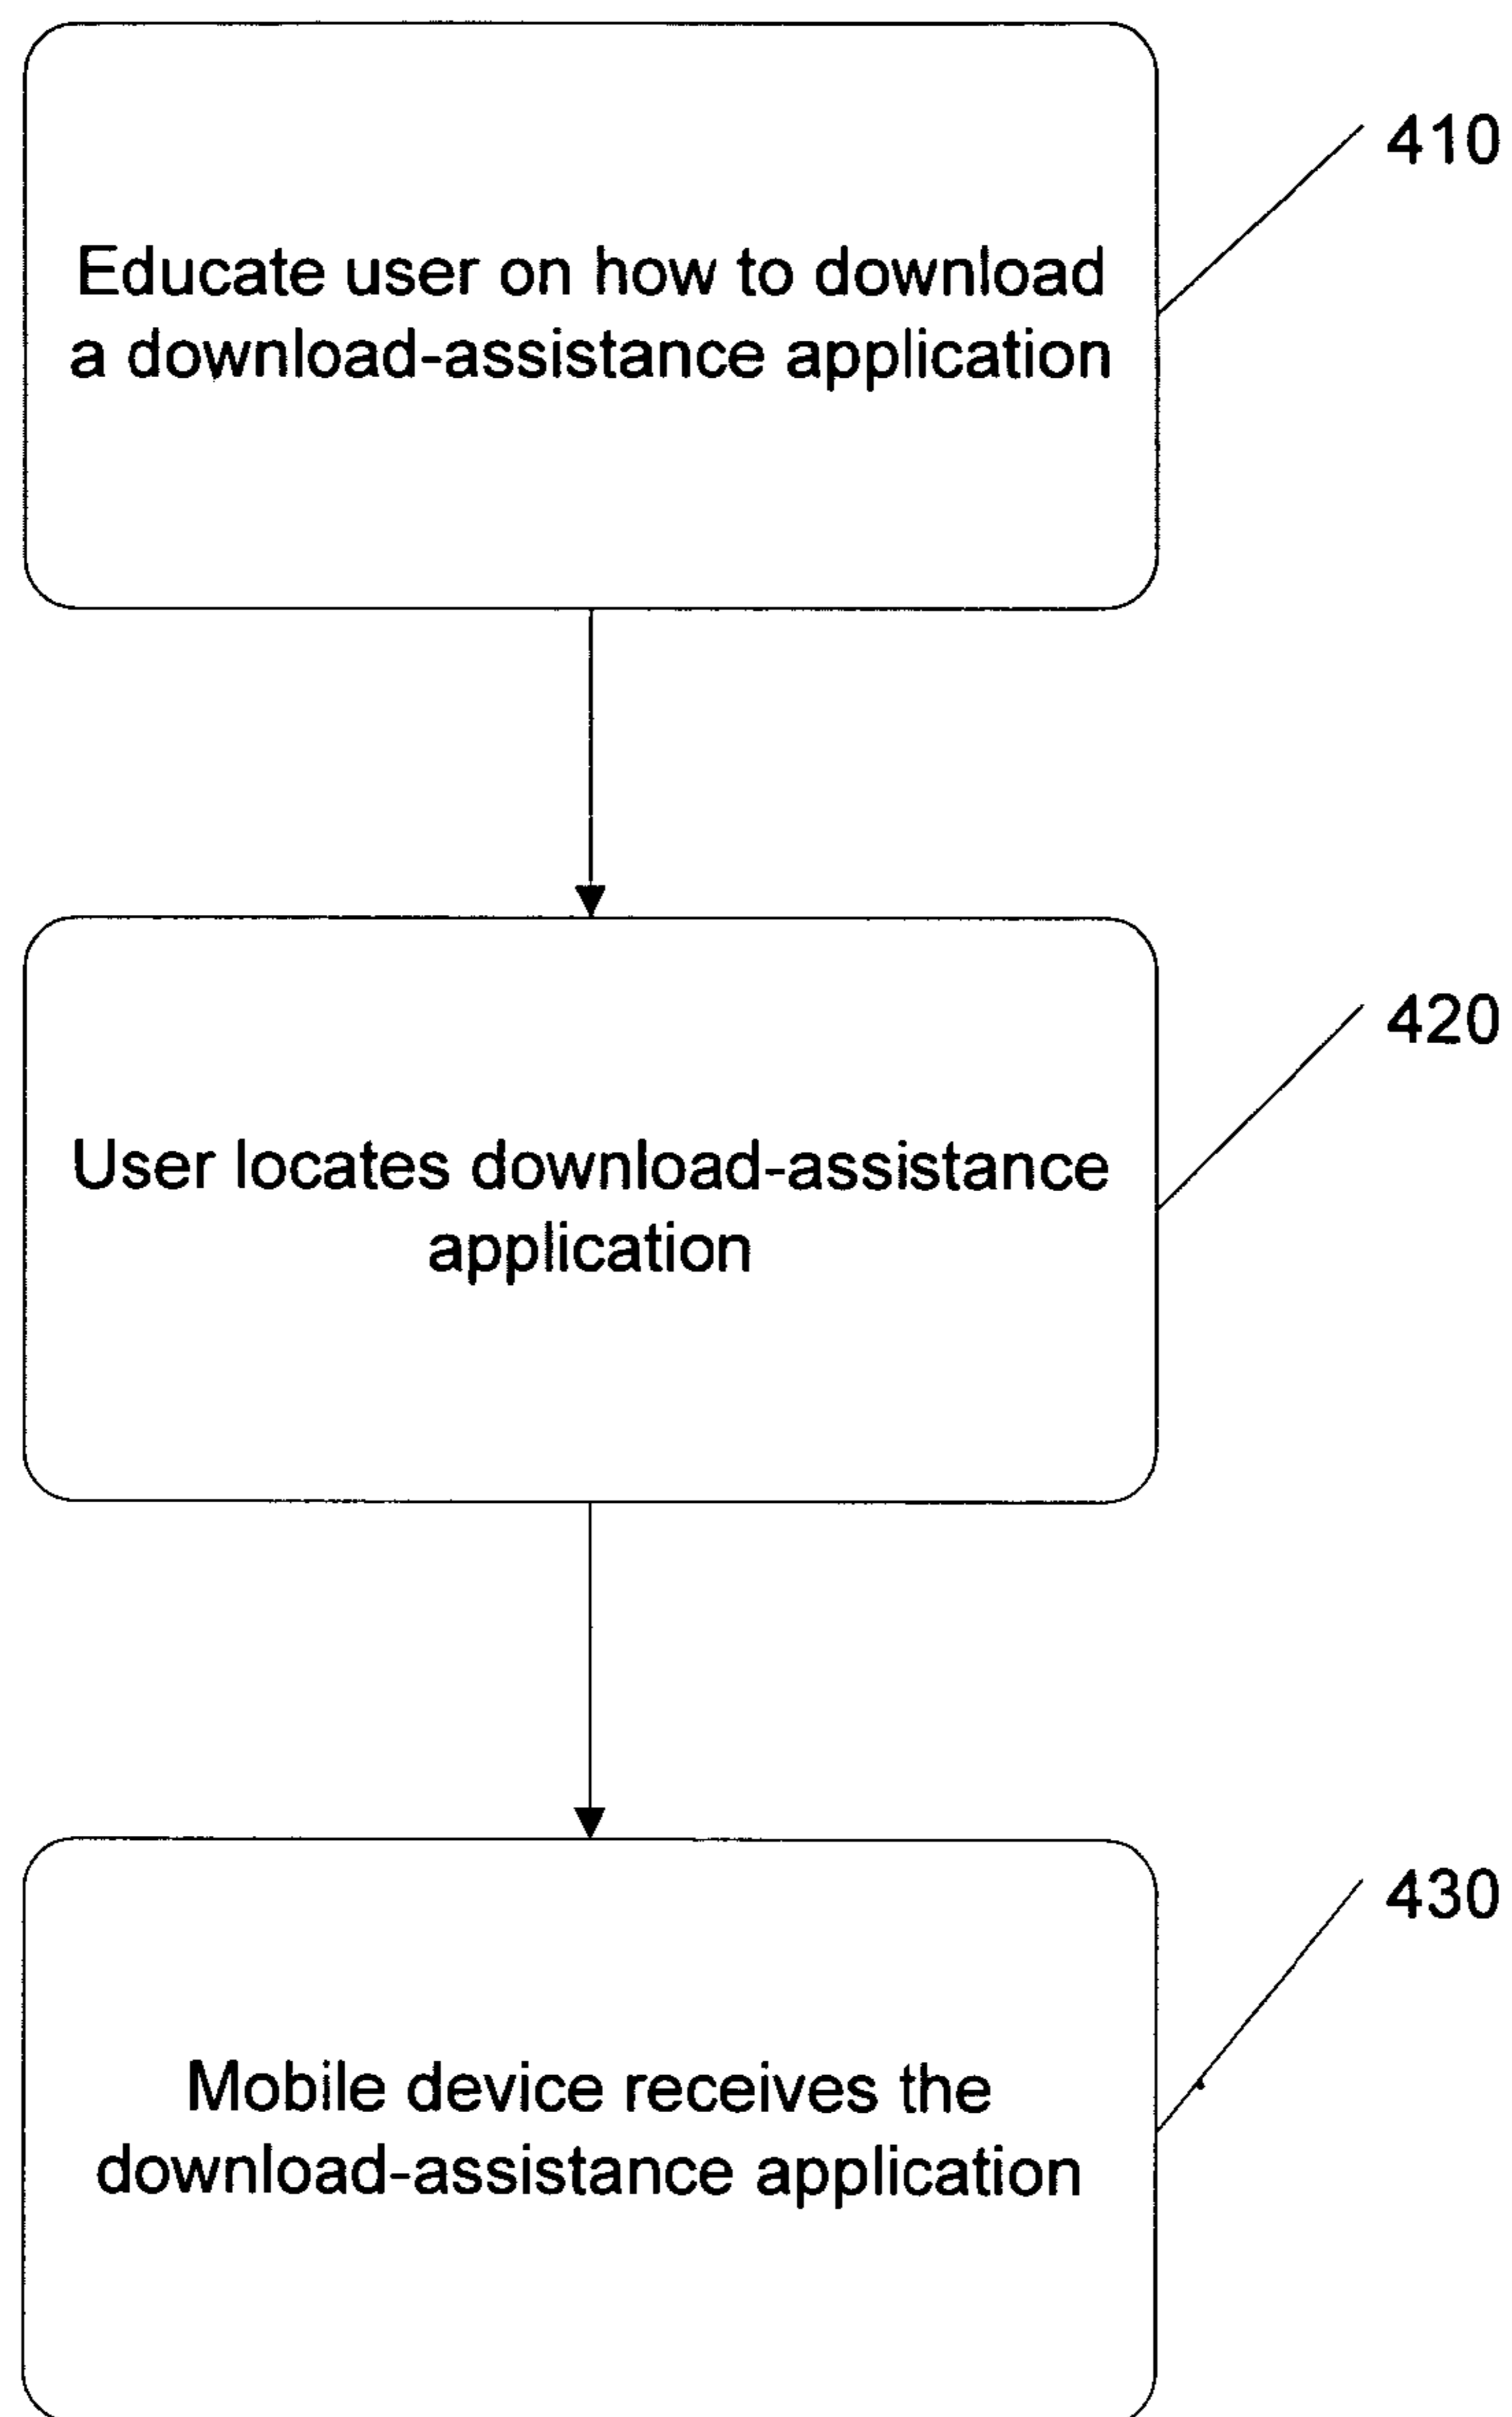 410
Educate user on how to download
a download-assistance application
420
User locates download-assistance
application
430
Mobile device receives the
download-assistance application